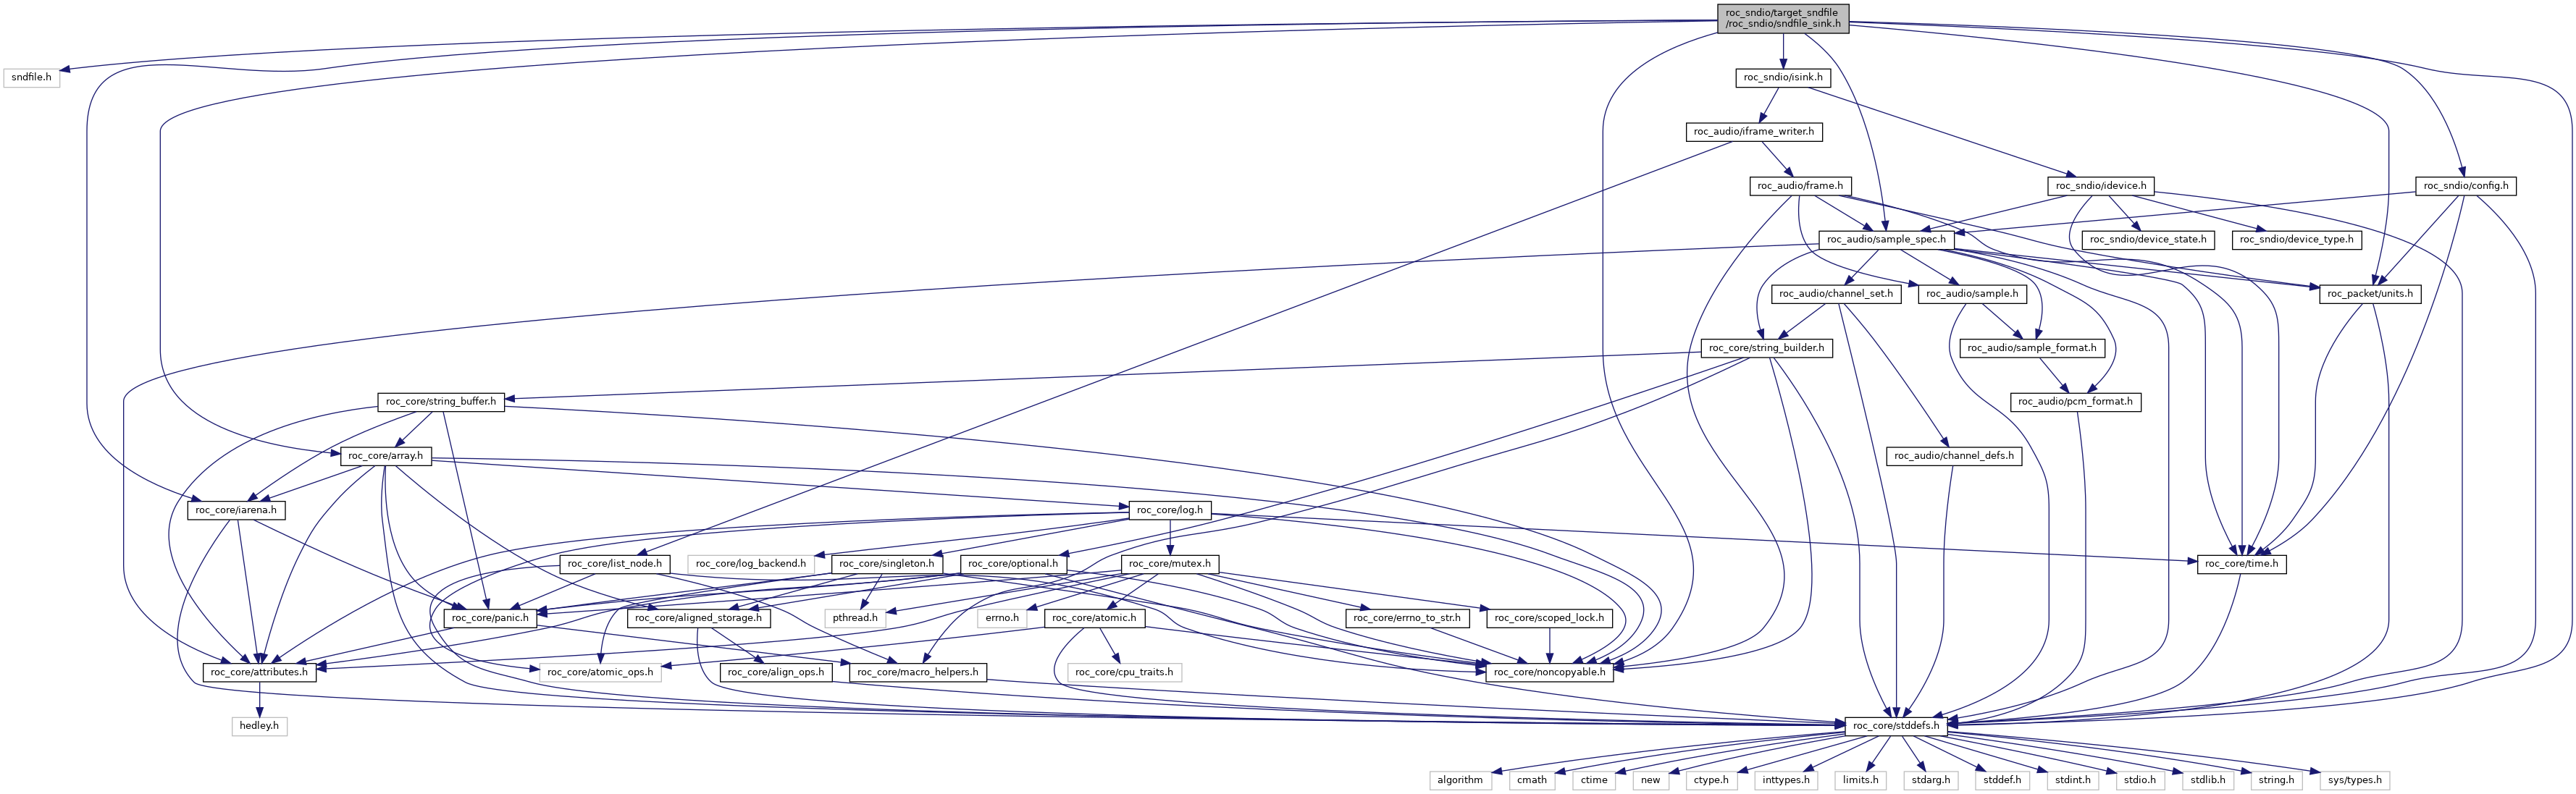 roc_sndio/target_sndfile
/roc_sndio/sndfile_sink.h
sndfile.h
roc_sndio/isink.h
roc_audio/iframe_writer.h
roc_audio/frame.h
roc_sndio/idevice.h
roc_sndio/config.h
roc_audio/sample_spec.h
roc_sndio/device_state.h
roc_sndio/device_type.h
roc_audio/channel_set.h
roc_audio/sample.h
roc_packet/units.h
roc_core/string_builder.h
roc_audio/sample_format.h
roc_core/string_buffer.h
roc_audio/pcm_format.h
roc_core/array.h
roc_audio/channel_defs.h
roc_core/iarena.h
roc_core/log.h
roc_core/list_node.h
roc_core/log_backend.h
roc_core/singleton.h
roc_core/optional.h
roc_core/mutex.h
roc_core/time.h
roc_core/panic.h
roc_core/aligned_storage.h
pthread.h
errno.h
roc_core/atomic.h
roc_core/errno_to_str.h
roc_core/scoped_lock.h
roc_core/attributes.h
roc_core/atomic_ops.h
roc_core/align_ops.h
roc_core/macro_helpers.h
roc_core/cpu_traits.h
roc_core/noncopyable.h
hedley.h
roc_core/stddefs.h
algorithm
cmath
ctime
new
ctype.h
inttypes.h
limits.h
stdarg.h
stddef.h
stdint.h
stdio.h
stdlib.h
string.h
sys/types.h